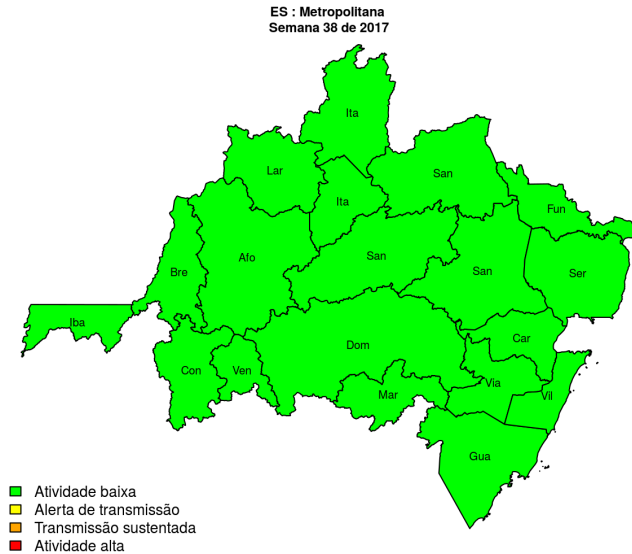 ES : Metropolitana
Semana 38 de 2017
Ita
Lar
San
Ita
Fun
Afo
San
San
Bre
Ser
Iba
Car
Dom
Con
Ven
Via
Mar
Vil
Gua
Atividade baixa
Alerta de transmissão
Transmissão sustentada
Atividade alta